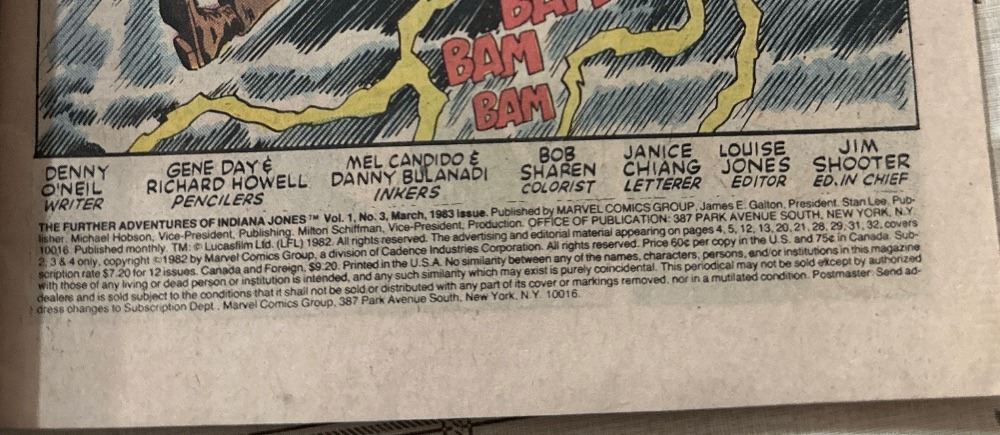 BAM
BAM
BAM
DENNY O'NEIL WRITER
GENE DAY & RICHARD HOWELL PENCILERS
MEL CANDIDO & DANNY BULANADI INKERS
BOB SHAREN COLORIST
JANICE CHIANG LETTERER
LOUISE JONES EDITOR
JIM SHOOTER ED. IN CHIEF
THE FURTHER ADVENTURES OF INDIANA JONES™ Vol. 1, No. 3, March, 1983 issue. Published by MARVEL COMICS GROUP, James E. Galton, President. Stan Lee, Pub-
lisher. Michael Hobson, Vice-President, Publishing. Milton Schiffman, Vice-President, Production. OFFICE OF PUBLICATION: 387 PARK AVENUE SOUTH, NEW YORK, N.Y.
10016. Published monthly. TM: © Lucasfilm Ltd. (LFL) 1982. All rights reserved. The advertising and editorial material appearing on pages 4, 5, 12, 13, 20, 21, 28, 29, 31, 32, covers
2, 3 & 4 only, copyright ©1982 by Marvel Comics Group, a division of Cadence Industries Corporation. All rights reserved. Price 60¢ per copy in the U.S. and 75¢ in Canada. Sub-
scription rate $7.20 for 12 issues. Canada and Foreign, $9.20. Printed in the U.S.A. No similarity between any of the names, characters, persons, and/or institutions in this magazine
with those of any living or dead person or institution is intended, and any such similarity which may exist is purely coincidental. This periodical may not be sold except by authorized
dealers and is sold subject to the conditions that it shall not be sold or distributed with any part of its cover or markings removed, nor in a mutilated condition. Postmaster: Send ad-
dress changes to Subscription Dept., Marvel Comics Group, 387 Park Avenue South, New York, N.Y. 10016.